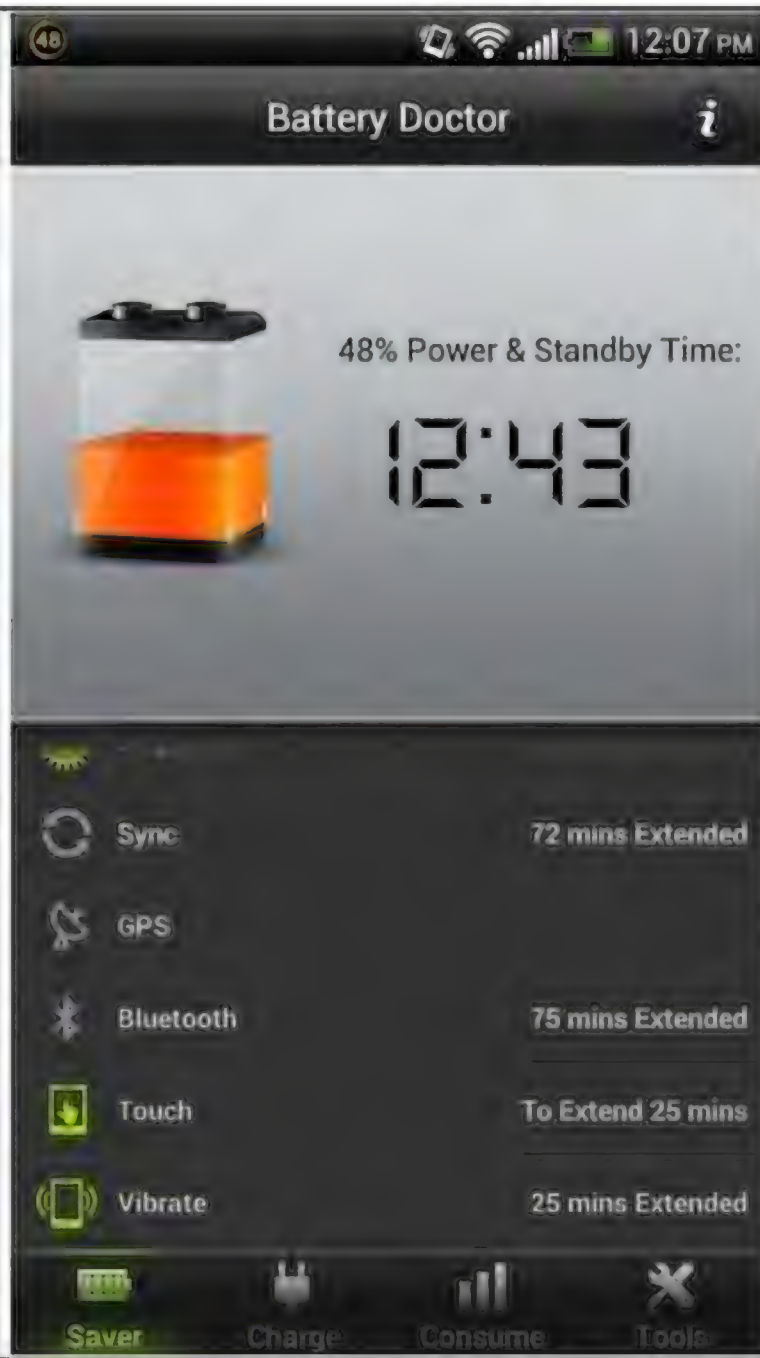 48 12:07 PM
Battery Doctor i
48% Power & Standby Time:
12:43
Sync 72 mins Extended
GPS
Bluetooth 75 mins Extended
Touch To Extend 25 mins
Vibrate 25 mins Extended
Saver Charge Consume Tools